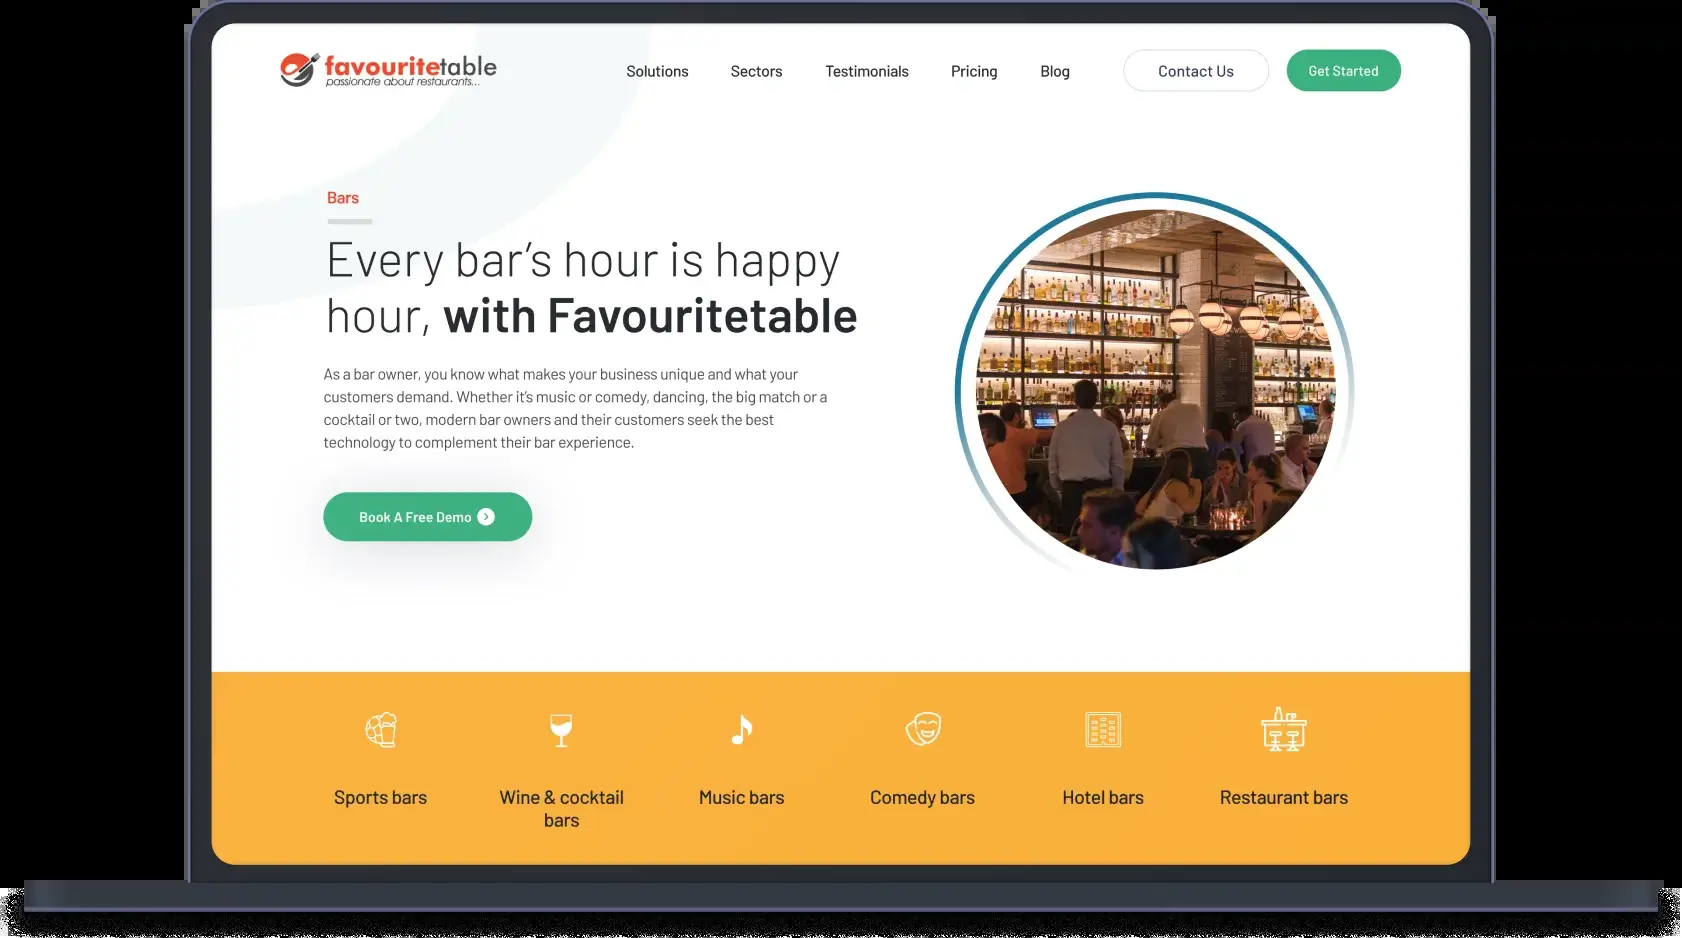 favouritetable
passionate about restaurants...
Solutions
Sectors
Testimonials
Pricing
Blog
Contact Us
Get Started
Bars
Every bar's hour is happy
hour, with Favouritetable
As a bar owner, you know what makes your business unique and what your
customers demand. Whether it's music or comedy, dancing, the big match or a
cocktail or two, modern bar owners and their customers seek the best
technology to complement their bar experience.
Book A Free Demo
Sports bars
Wine & cocktail
bars
Music bars
Comedy bars
Hotel bars
Restaurant bars